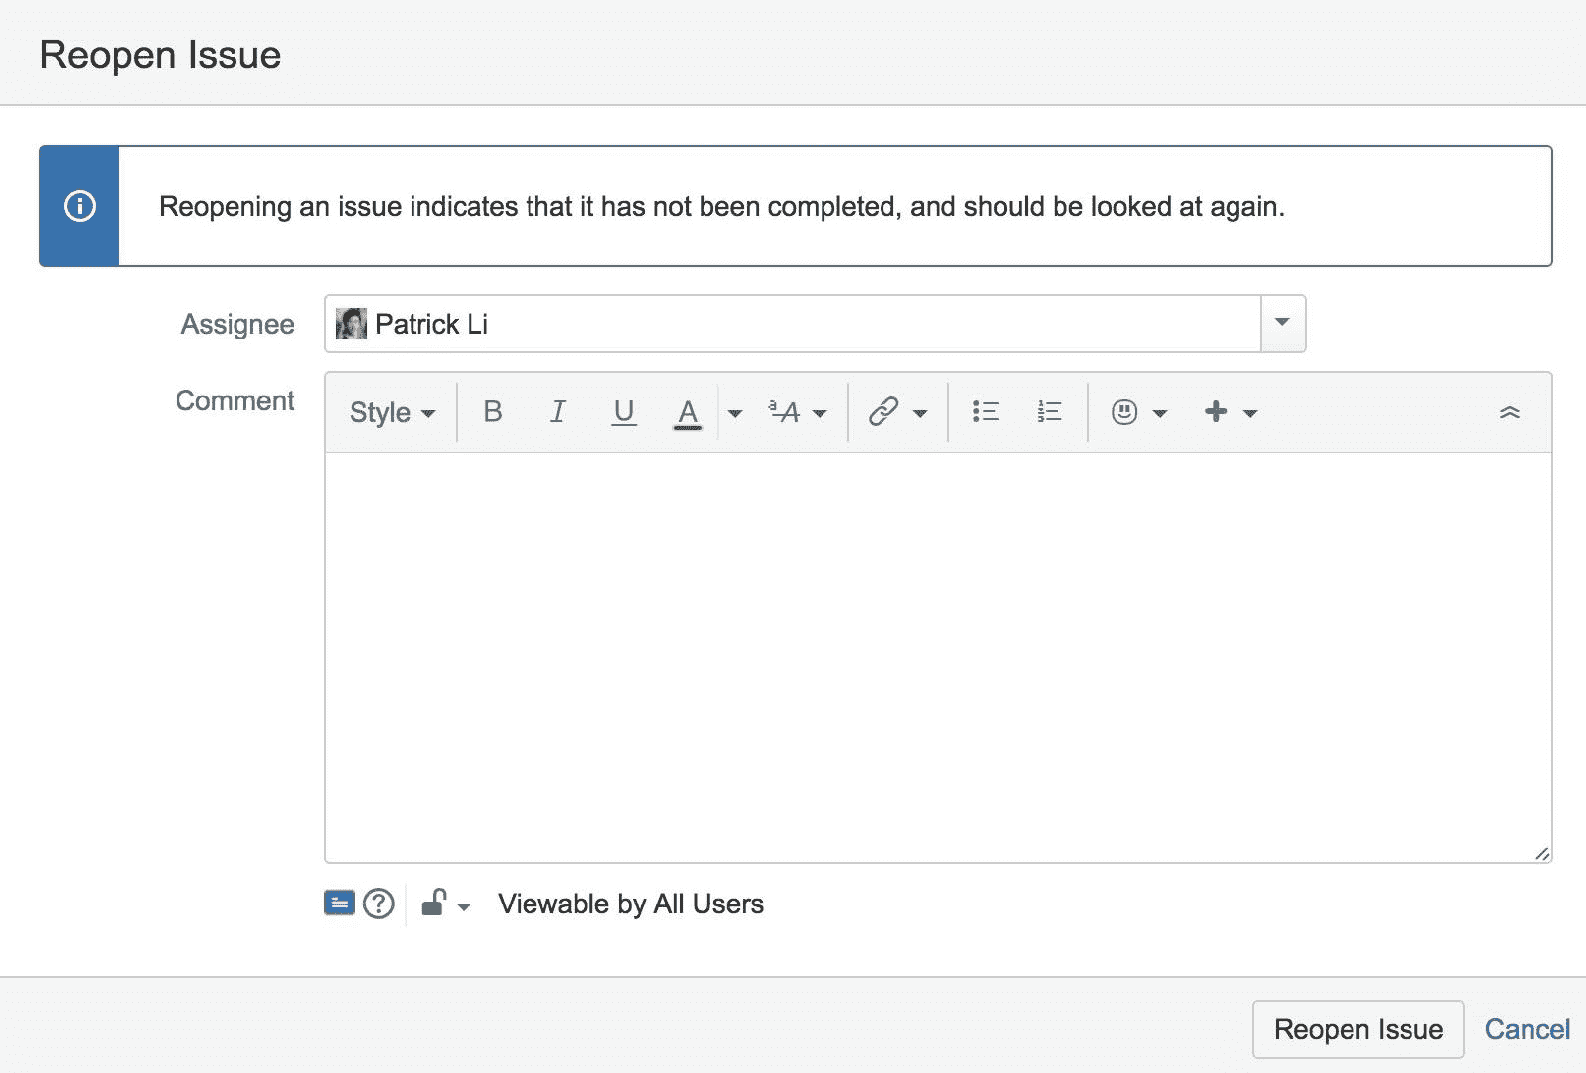 Reopen Issue
Reopening an issue indicates that it has not been completed, and should be looked at again.
Assignee
Patrick Li
Comment
Style B I U A ªA
Viewable by All Users
Reopen Issue Cancel